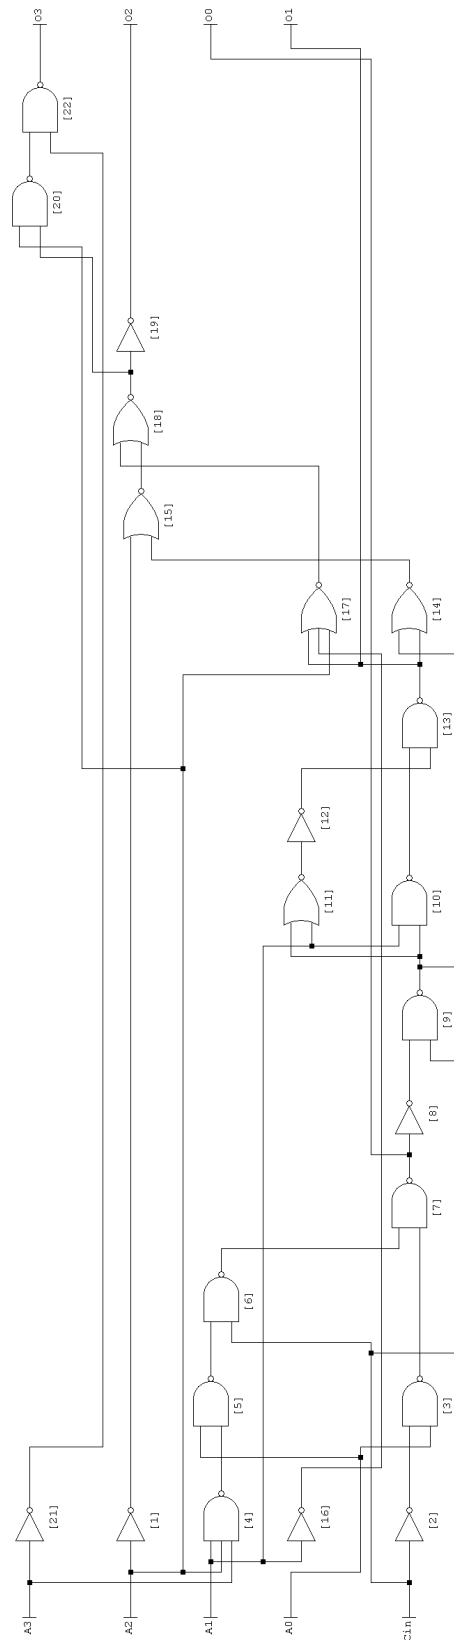 O3
O2
O0
O1
[22]
[20]
[19]
[18]
[15]
[17]
[14]
[13]
[12]
[11]
[10]
[9]
[8]
[7]
[6]
[5]
[3]
[21]
[1]
[4]
[16]
[2]
A3
A2
A1
A0
cin